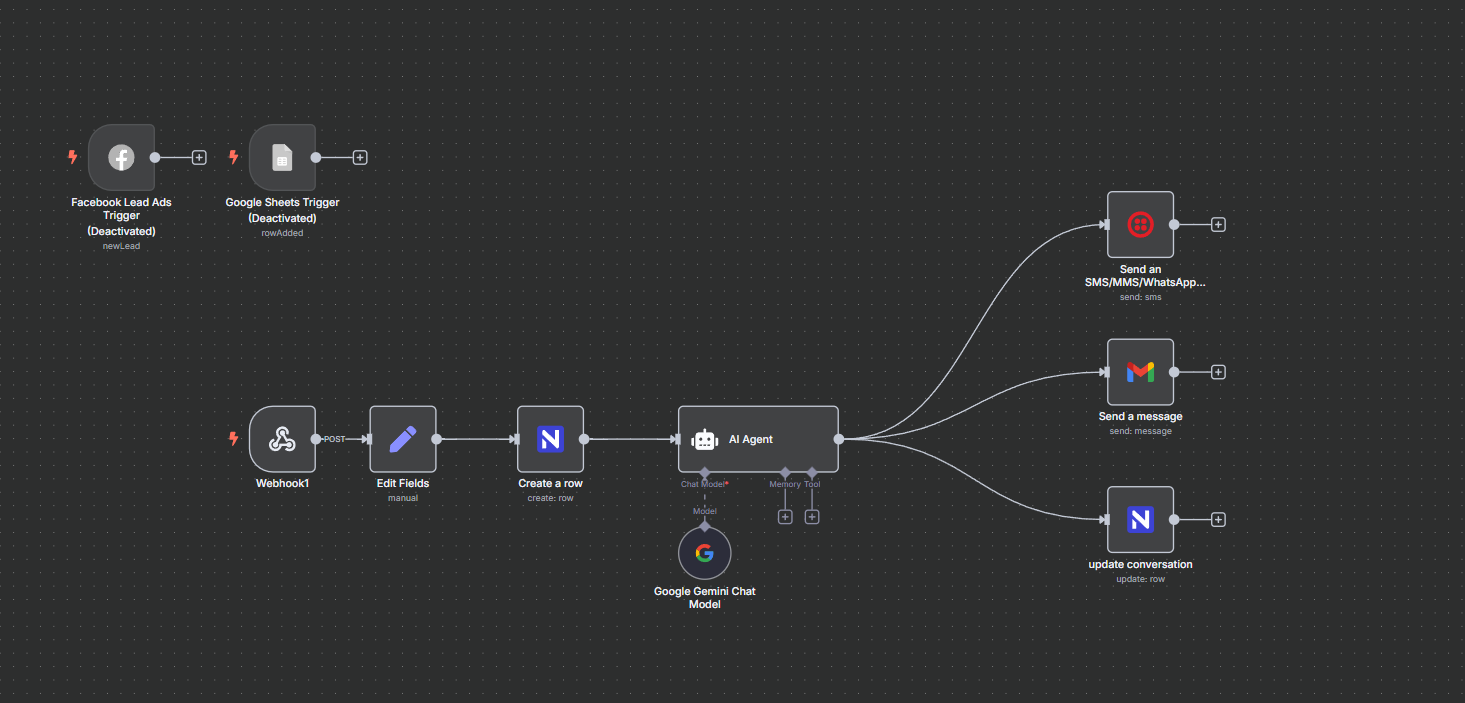 Facebook Lead Ads
Trigger
(Deactivated)
newLead
Google Sheets Trigger
(Deactivated)
rowAdded
Send an
SMS/MMS/WhatsApp...
send: sms
Send a message
send: message
POST
Webhook1
Edit Fields
manual
Create a row
create: row
AI Agent
Chat Model*
Memory
Tool
Model
Google Gemini Chat
Model
update conversation
update: row